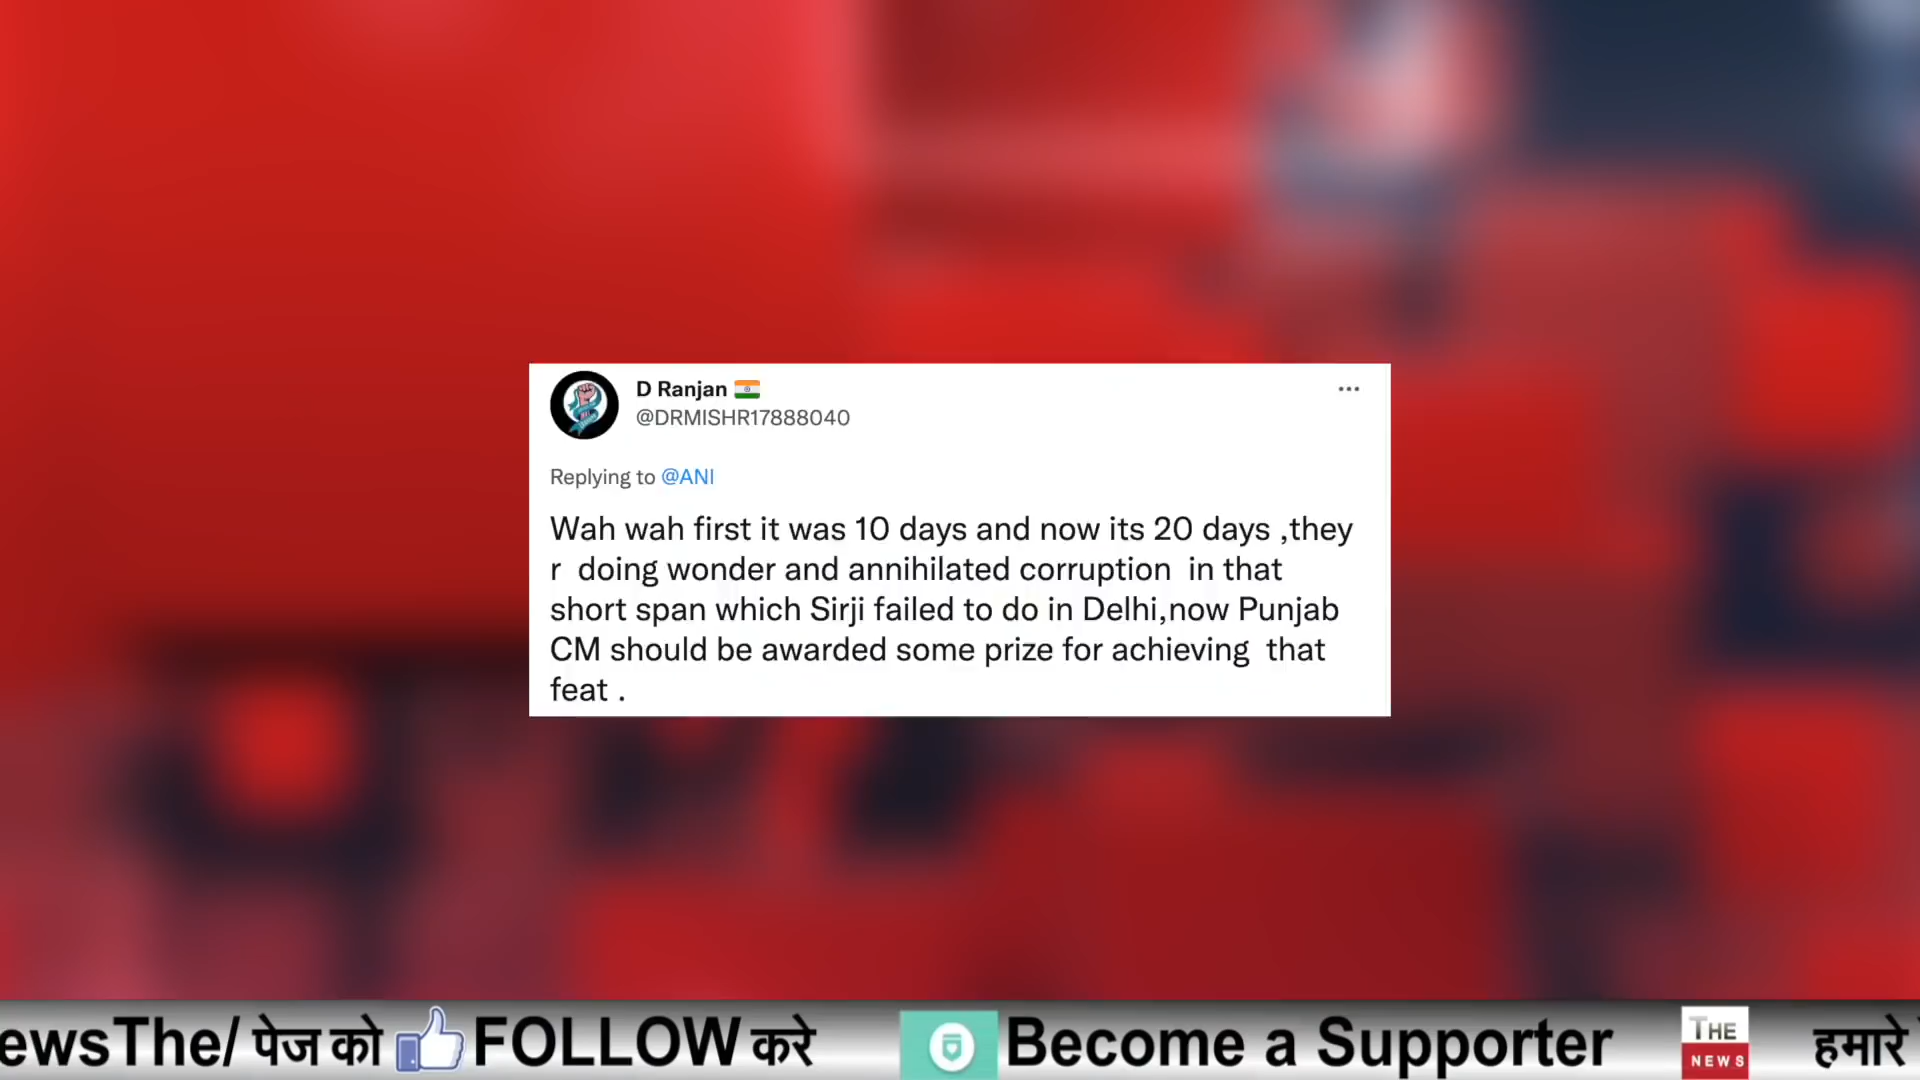 D Ranjan
@DRMISHR17888040
Replying to @ANI
Wah wah first it was 10 days and now its 20 days ,they
r  doing wonder and annihilated corruption  in that
short span which Sirji failed to do in Delhi,now Punjab
CM should be awarded some prize for achieving  that
feat .
ewsThe/ पेज को FOLLOW करे Become a Supporter THE NEWS हमारे